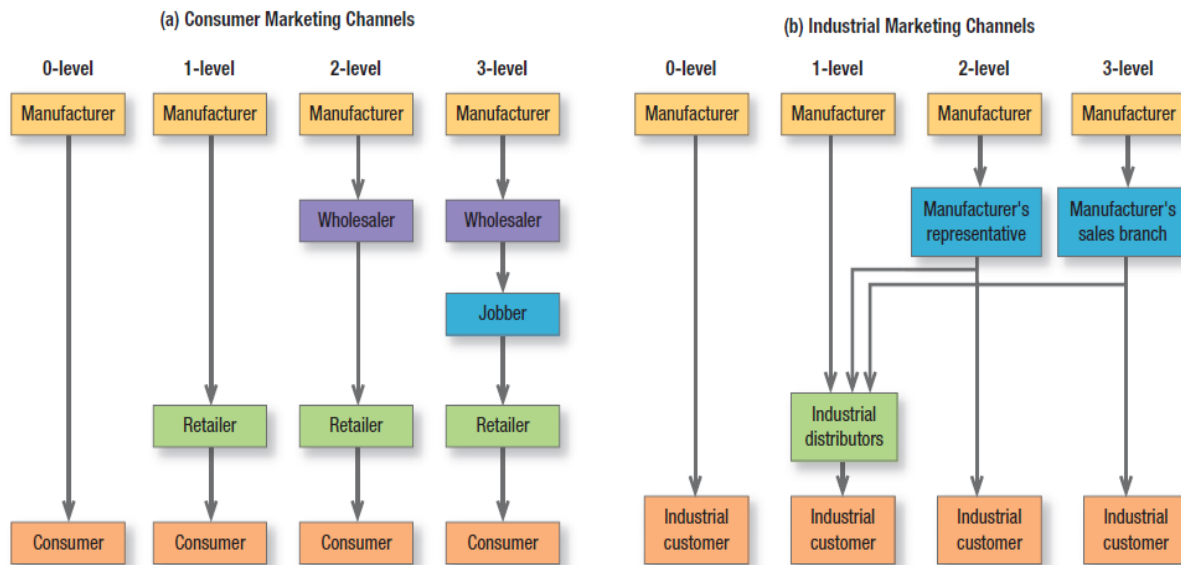 (a) Consumer Marketing Channels
0-level
1-level
2-level
3-level
Manufacturer
Manufacturer
Manufacturer
Manufacturer
Wholesaler
Wholesaler
Jobber
Retailer
Retailer
Retailer
Consumer
Consumer
Consumer
Consumer
(b) Industrial Marketing Channels
0-level
1-level
2-level
3-level
Manufacturer
Manufacturer
Manufacturer
Manufacturer
Manufacturer's
representative
Manufacturer's
sales branch
Industrial
distributors
Industrial
customer
Industrial
customer
Industrial
customer
Industrial
customer